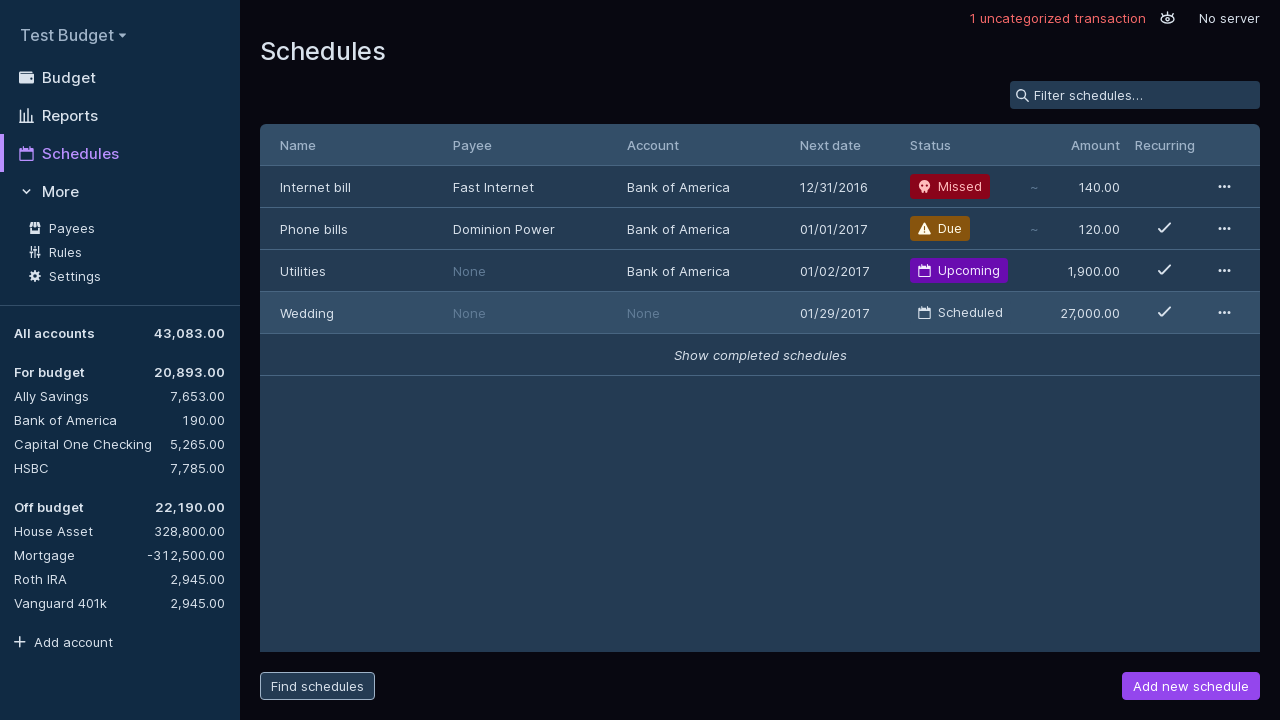 Test Budget
Budget
Reports
Schedules
More
Payees
Rules
Settings
All accounts 43,083.00
For budget 20,893.00
Ally Savings 7,653.00
Bank of America 190.00
Capital One Checking 5,265.00
HSBC 7,785.00
Off budget 22,190.00
House Asset 328,800.00
Mortgage -312,500.00
Roth IRA 2,945.00
Vanguard 401k 2,945.00
Add account
1 uncategorized transaction No server
Schedules
Filter schedules…
Name Payee Account Next date Status Amount Recurring
Internet bill Fast Internet Bank of America 12/31/2016 Missed ~ 140.00
Phone bills Dominion Power Bank of America 01/01/2017 Due ~ 120.00
Utilities None Bank of America 01/02/2017 Upcoming 1,900.00
Wedding None None 01/29/2017 Scheduled 27,000.00
Show completed schedules
Find schedules Add new schedule